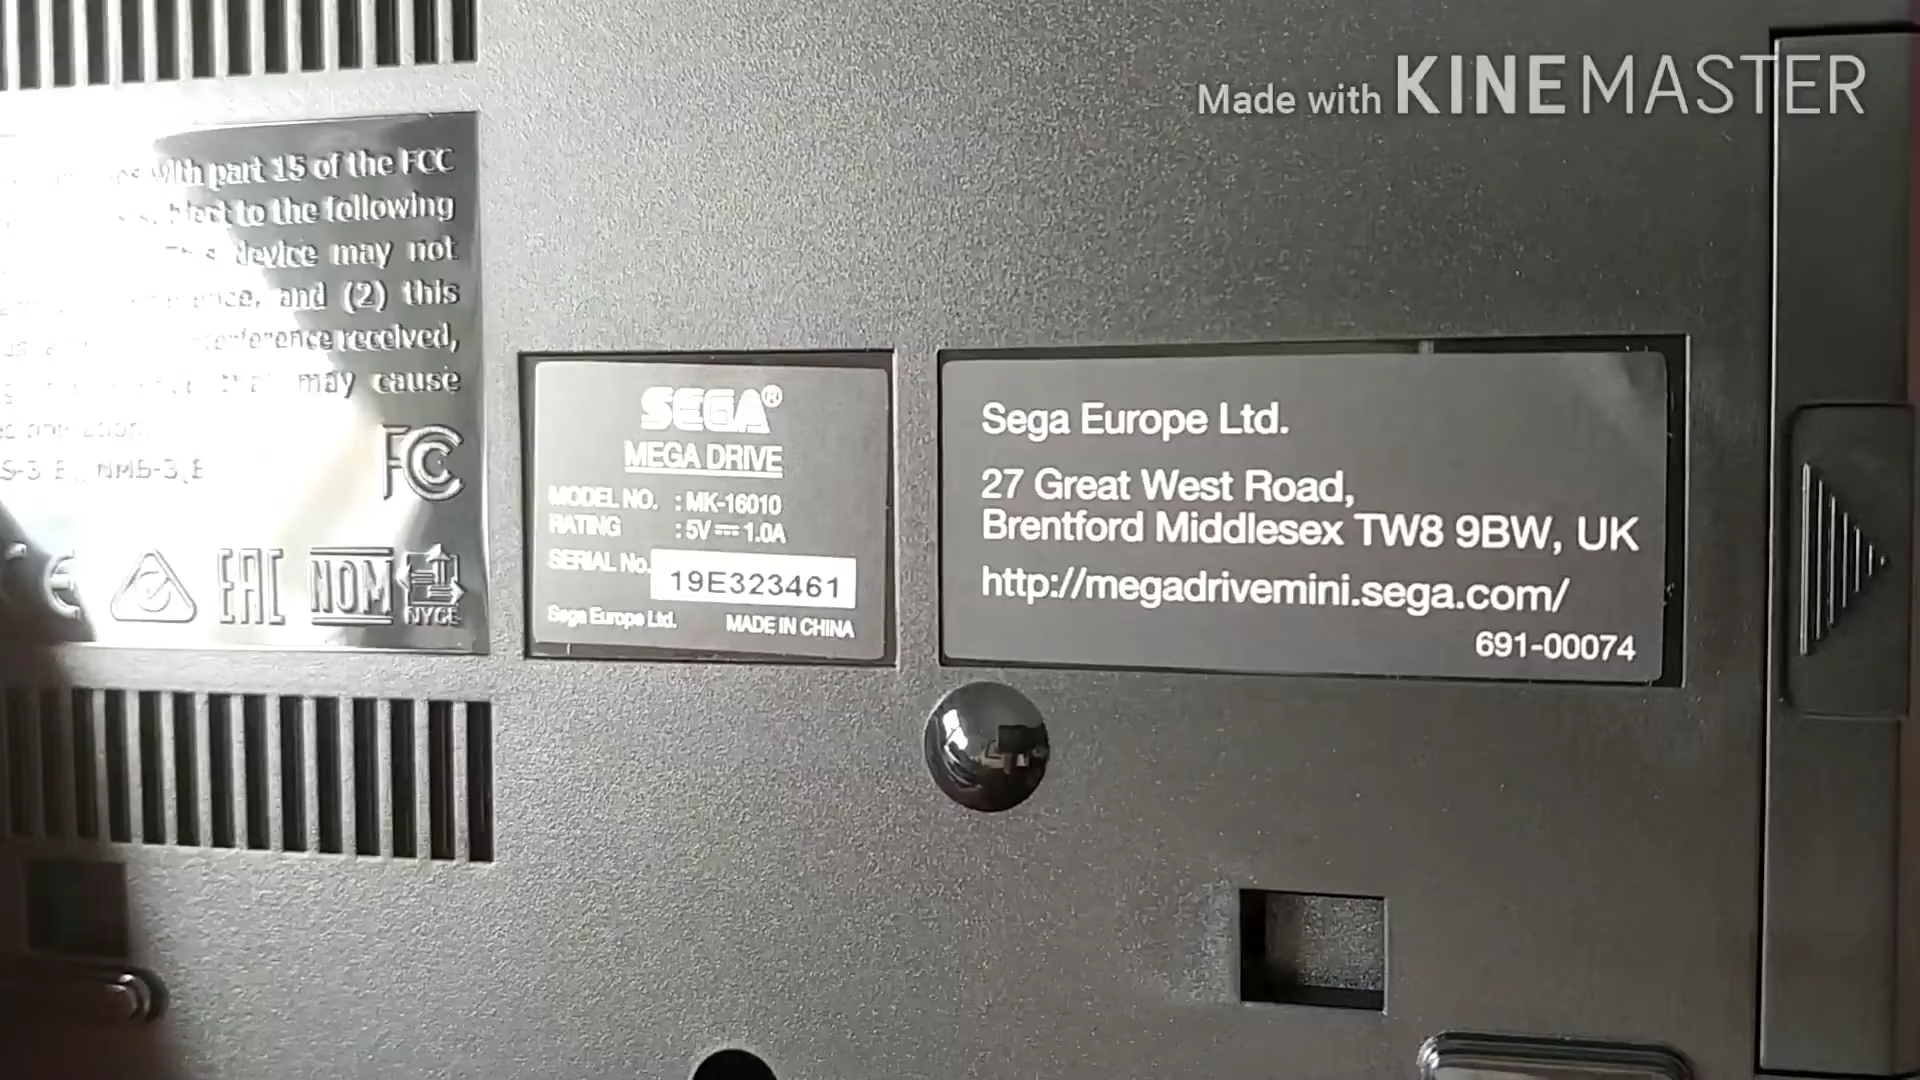 Made with KINEMASTER
with part 15 of the FCC
to the following
device may not
and (2) this
received,
may cause
FC
EAC NOM NYCE
SEGA®
MEGA DRIVE
MODEL NO. : MK-16010
RATING : 5V ⎓ 1.0A
SERIAL No. 19E323461
Sega Europe Ltd. MADE IN CHINA
Sega Europe Ltd.
27 Great West Road,
Brentford Middlesex TW8 9BW, UK
http://megadrivemini.sega.com/
691-00074